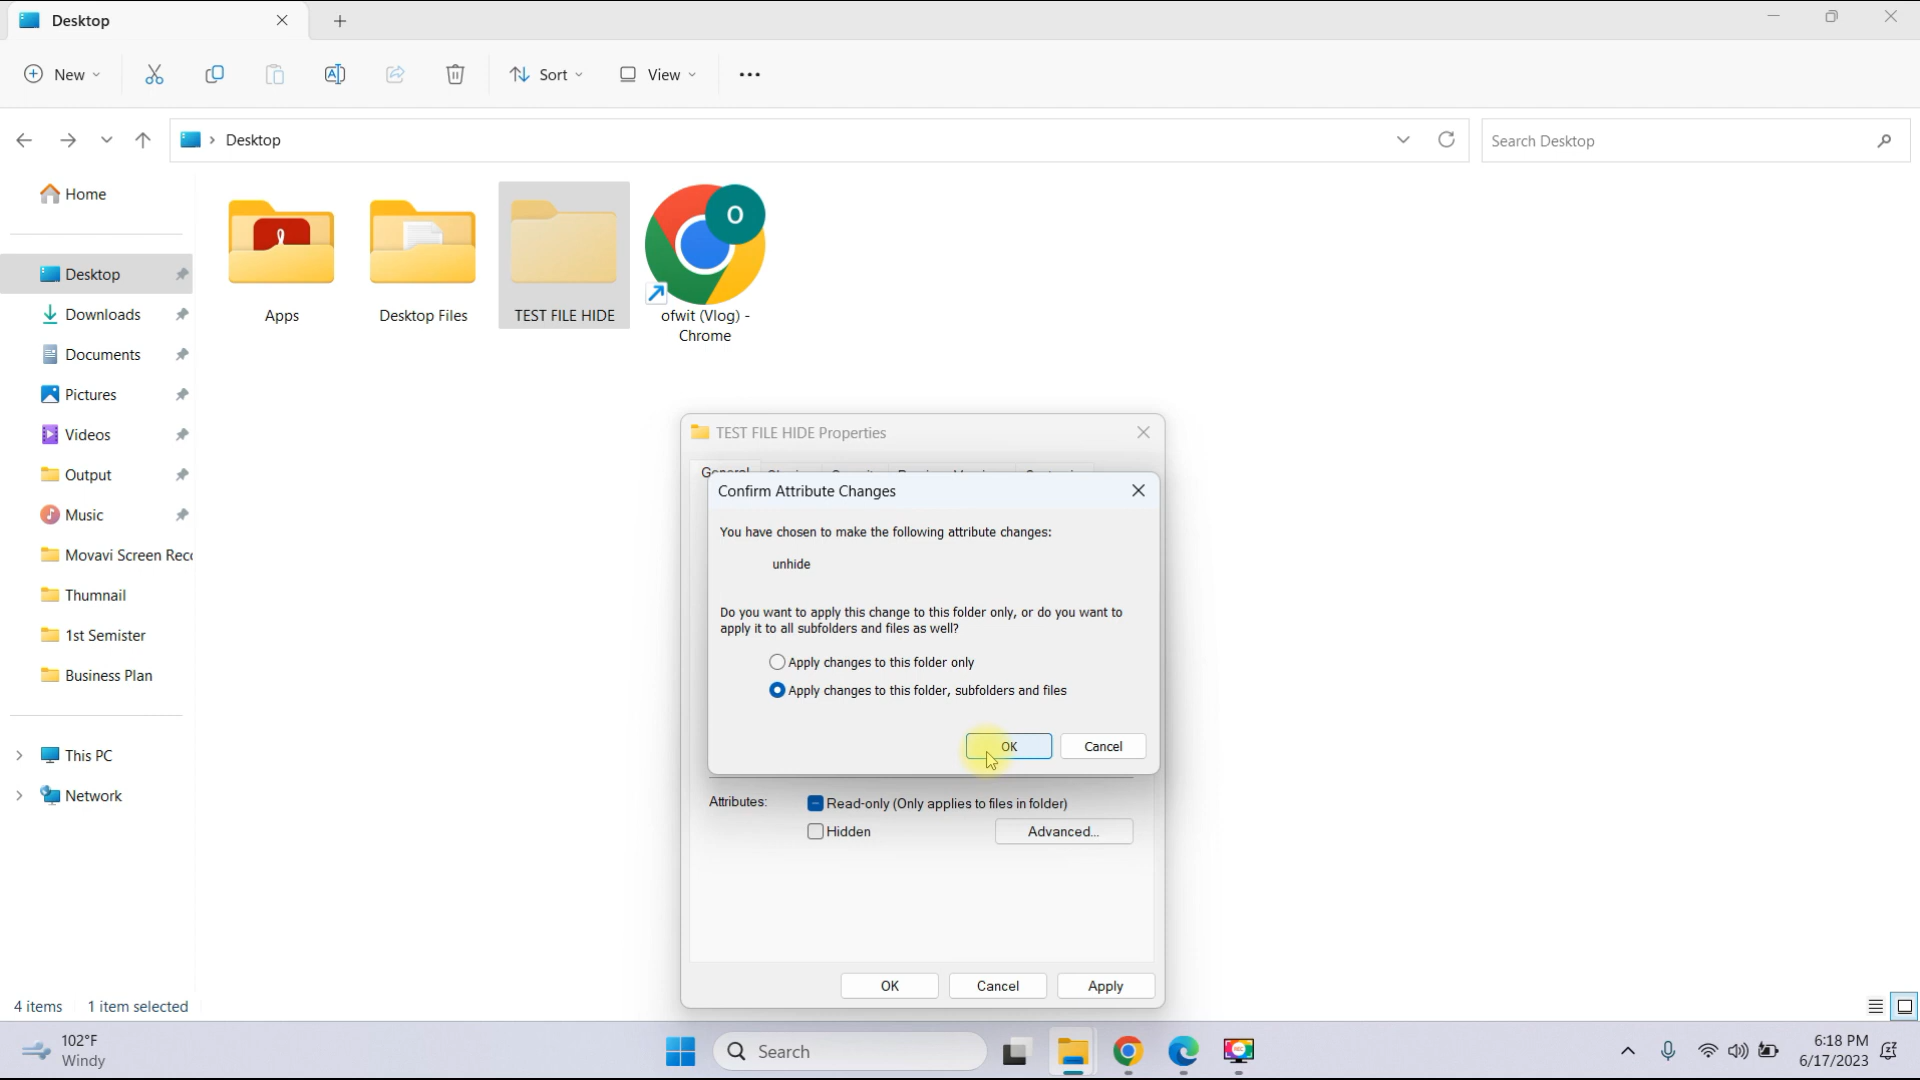 Desktop
New
Sort
View
Desktop
Search Desktop
Home
Desktop
Downloads
Documents
Pictures
Videos
Output
Music
Movavi Screen Rec
Thumnail
1st Semister
Business Plan
This PC
Network
Apps
Desktop Files
TEST FILE HIDE
O
ofwit (Vlog) -
Chrome
TEST FILE HIDE Properties
General
Confirm Attribute Changes
You have chosen to make the following attribute changes:
unhide
Do you want to apply this change to this folder only, or do you want to
apply it to all subfolders and files as well?
Apply changes to this folder only
Apply changes to this folder, subfolders and files
OK
Cancel
Attributes:
Read-only (Only applies to files in folder)
Hidden
Advanced...
OK
Cancel
Apply
4 items
1 item selected
102°F
Windy
Search
6:18 PM
6/17/2023